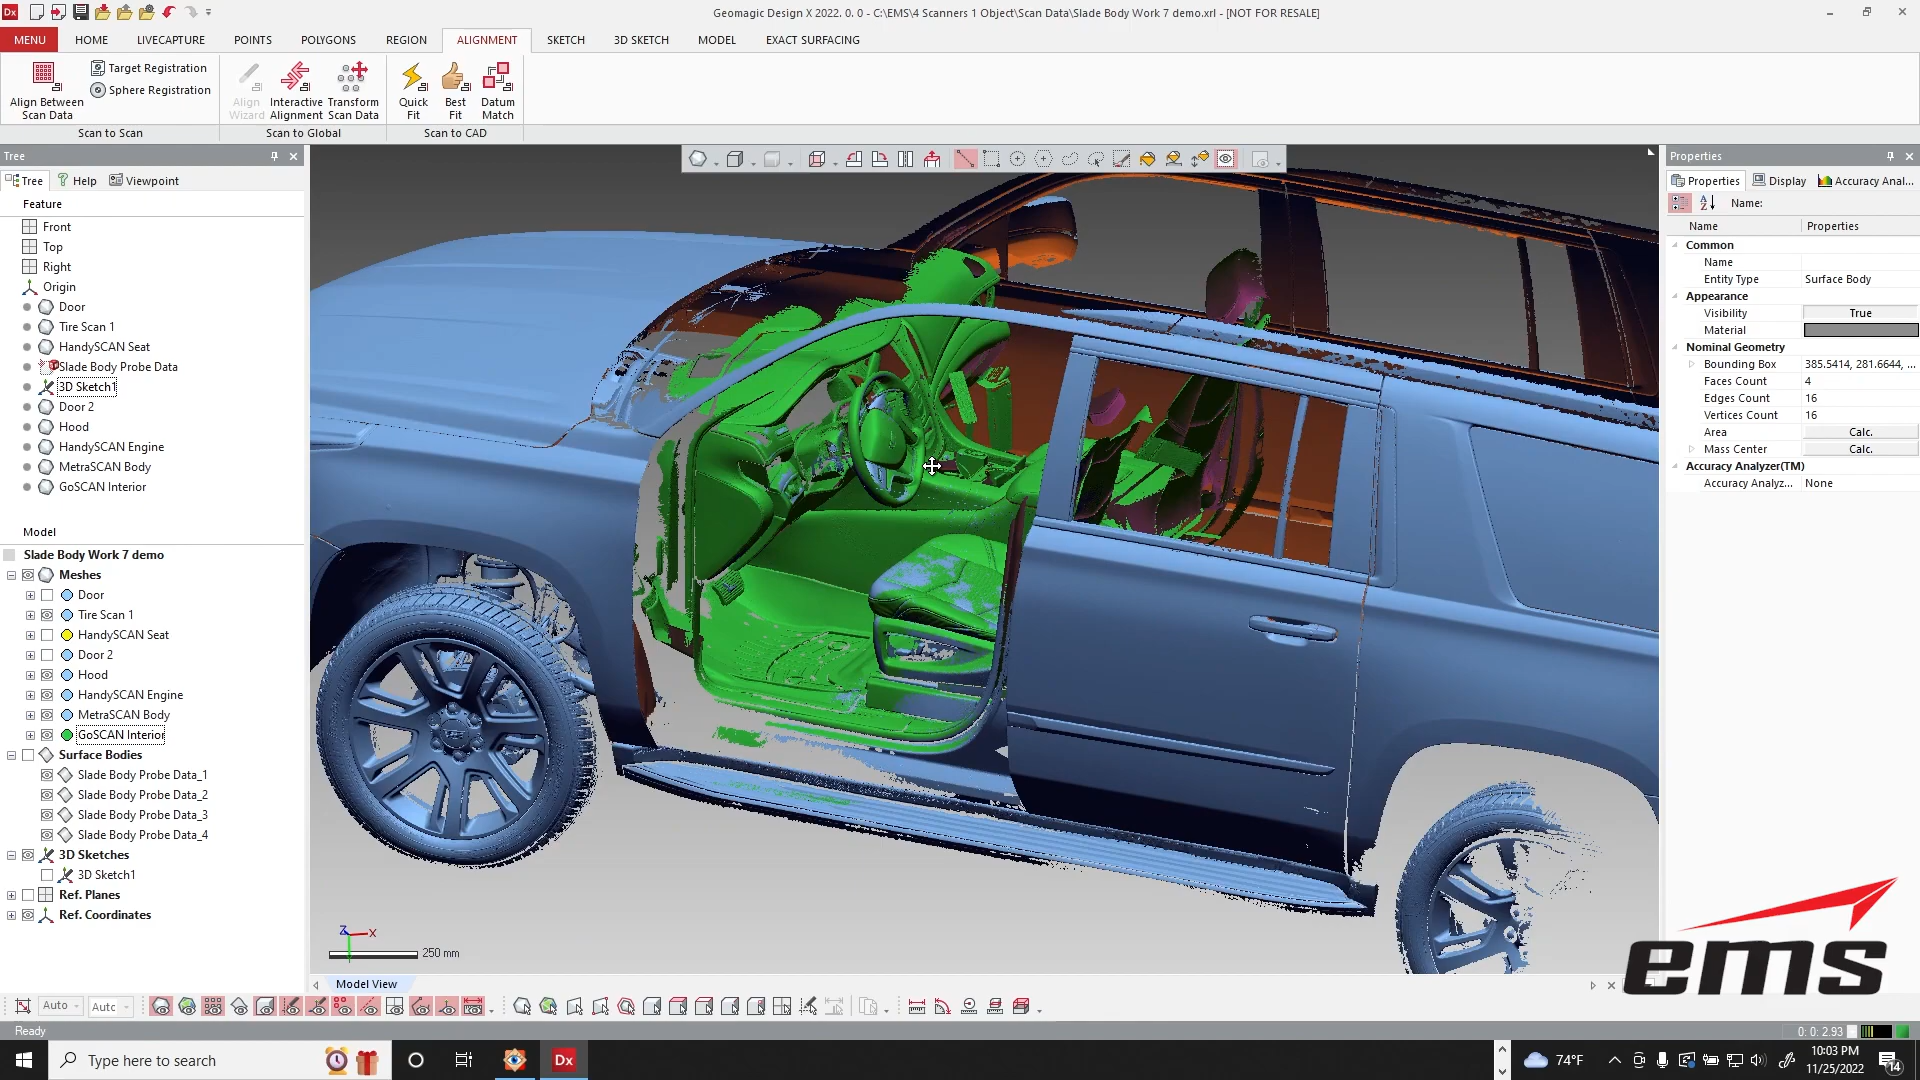 Dx
Geomagic Design X 2022. 0. 0 - C:\EMS\4 Scanners 1 Object\Scan Data\Slade Body Work 7 demo.xrl - [NOT FOR RESALE]
MENU HOME LIVECAPTURE POINTS POLYGONS REGION ALIGNMENT SKETCH 3D SKETCH MODEL EXACT SURFACING
Align Between Scan Data
Target Registration
Sphere Registration
Align Wizard
Interactive Alignment
Transform Scan Data
Quick Fit
Best Fit
Datum Match
Scan to Scan
Scan to Global
Scan to CAD
Tree
Tree Help Viewpoint
Feature
Front
Top
Right
Origin
Door
Tire Scan 1
HandySCAN Seat
Slade Body Probe Data
3D Sketch1
Door 2
Hood
HandySCAN Engine
MetraSCAN Body
GoSCAN Interior
Model
Slade Body Work 7 demo
Meshes
Door
Tire Scan 1
HandySCAN Seat
Door 2
Hood
HandySCAN Engine
MetraSCAN Body
GoSCAN Interior
Surface Bodies
Slade Body Probe Data_1
Slade Body Probe Data_2
Slade Body Probe Data_3
Slade Body Probe Data_4
3D Sketches
3D Sketch1
Ref. Planes
Ref. Coordinates
Z X
250 mm
Model View
Properties
Properties Display Accuracy Anal...
Name:
Name Properties
Common
Name
Entity Type Surface Body
Appearance
Visibility True
Material
Nominal Geometry
Bounding Box 385.5414, 281.6644, ...
Faces Count 4
Edges Count 16
Vertices Count 16
Area Calc.
Mass Center Calc.
Accuracy Analyzer(TM)
Accuracy Analyz... None
ems
Auto Autc
Ready
0: 0: 2.93
Type here to search
Dx
74°F
10:03 PM
11/25/2022
14